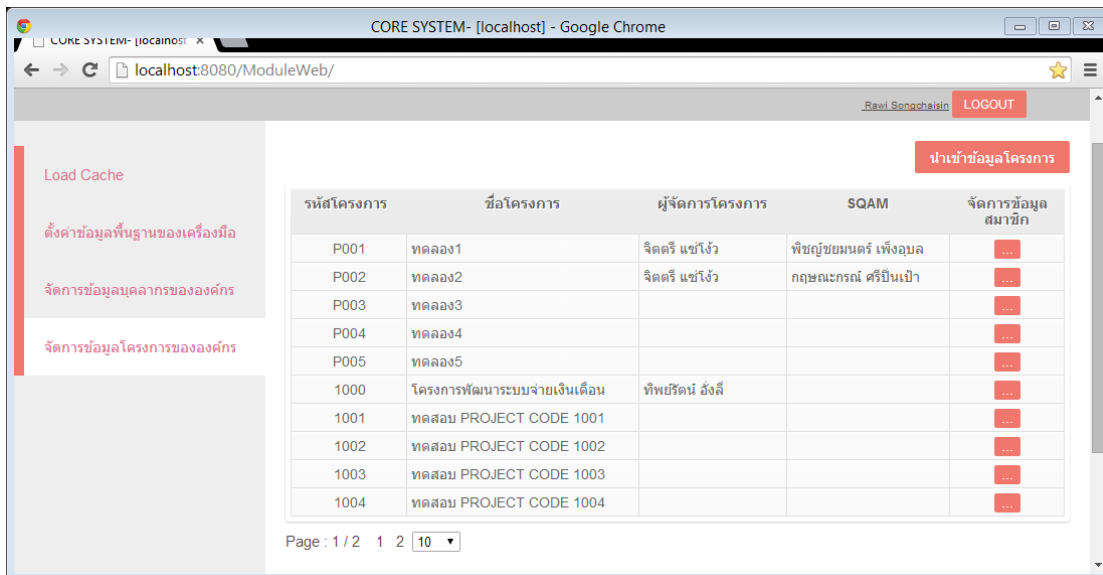 CORE SYSTEM- [localhost] - Google Chrome
CORE SYSTEM- [localhost ×
localhost:8080/ModuleWeb/
Rawi Songchaisin LOGOUT
นำเข้าข้อมูลโครงการ
Load Cache
ตั้งค่าข้อมูลพื้นฐานของเครื่องมือ
จัดการข้อมูลบุคลากรขององค์กร
จัดการข้อมูลโครงการขององค์กร
รหัสโครงการ ชื่อโครงการ ผู้จัดการโครงการ SQAM จัดการข้อมูล
สมาชิก
P001 ทดลอง1 จิตตรี แซ่โง้ว พิชญ์ชยมนตร์ เพ็งอุบล ...
P002 ทดลอง2 จิตตรี แซ่โง้ว กฤษณะกรณ์ ศรีปิ่นเป้า ...
P003 ทดลอง3 ...
P004 ทดลอง4 ...
P005 ทดลอง5 ...
1000 โครงการพัฒนาระบบจ่ายเงินเดือน ทิพย์รัตน์ อั่งลี่ ...
1001 ทดสอบ PROJECT CODE 1001 ...
1002 ทดสอบ PROJECT CODE 1002 ...
1003 ทดสอบ PROJECT CODE 1003 ...
1004 ทดสอบ PROJECT CODE 1004 ...
Page : 1 / 2 1 2 10